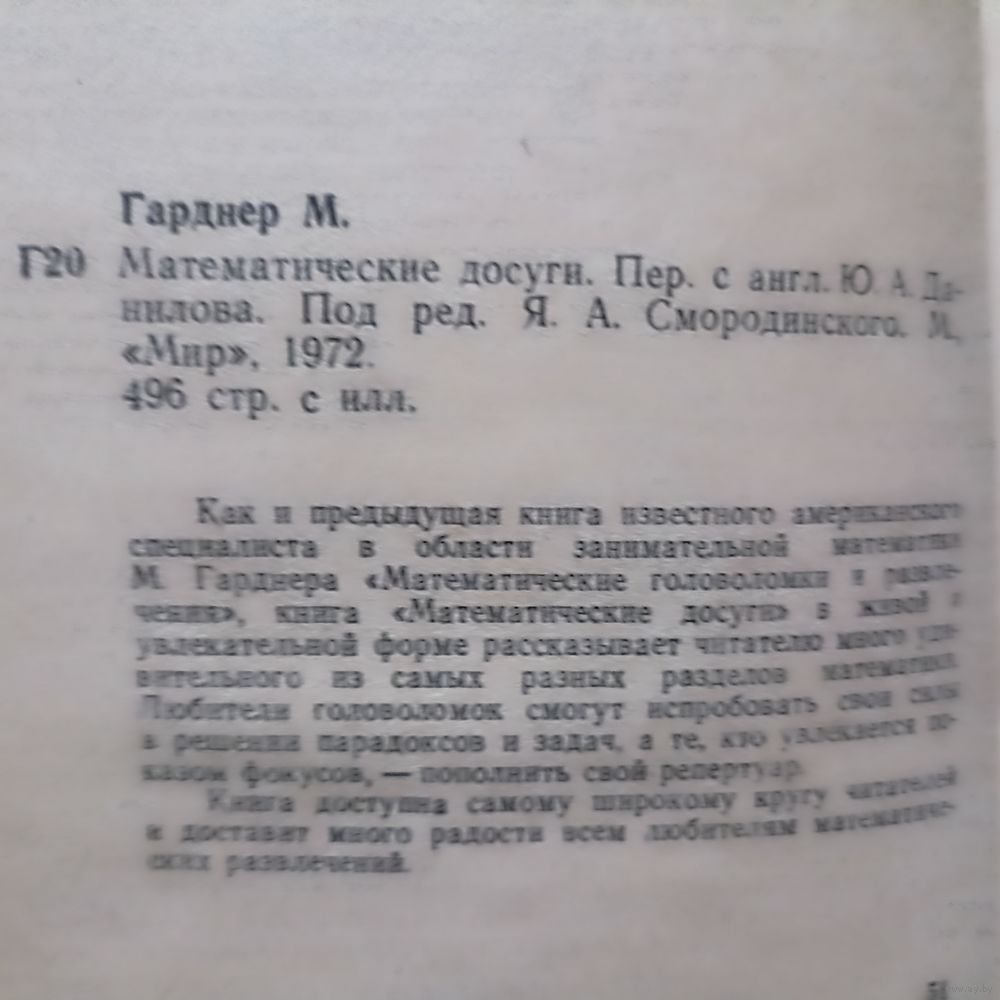 Гарднер М.
Г20 Математические досуги. Пер. с англ. Ю. А. Да-
нилова. Под ред. Я. А. Смородинского. М.,
«Мир», 1972.
496 стр. с илл.
Как и предыдущая книга известного американского
специалиста в области занимательной математики
М. Гарднера «Математические головоломки и развле-
чения», книга «Математические досуги» в живой и
увлекательной форме рассказывает читателю много уди-
вительного из самых разных разделов математики.
Любители головоломок смогут испробовать свои силы
в решении парадоксов и задач, а те, кто увлекается по-
казом фокусов, — пополнить свой репертуар.
Книга доступна самому широкому кругу читателей
и доставит много радости всем любителям математиче-
ских развлечений.
www.ay.by